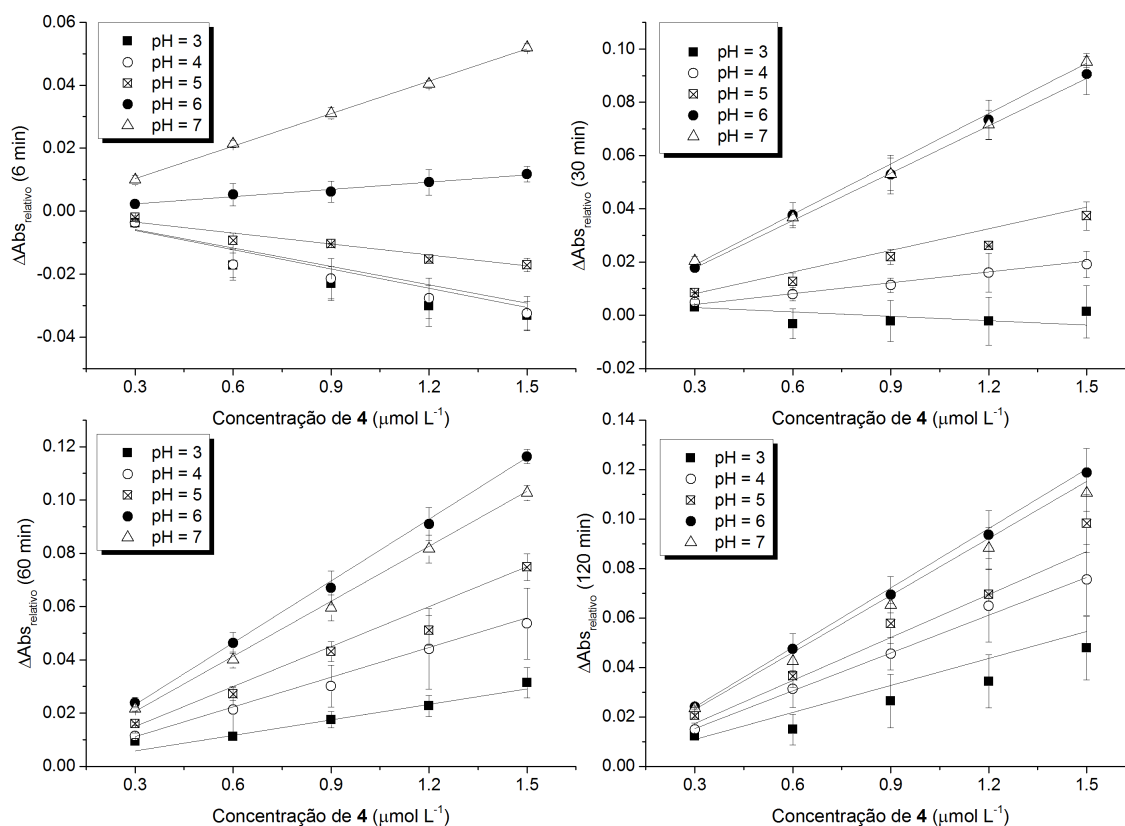 ΔAbs_relativo (6 min)
0.06
0.04
0.02
0.00
-0.02
-0.04
pH = 3
pH = 4
pH = 5
pH = 6
pH = 7
0.3 0.6 0.9 1.2 1.5
Concentração de 4 (μmol L⁻¹)
ΔAbs_relativo (30 min)
0.10
0.08
0.06
0.04
0.02
0.00
-0.02
pH = 3
pH = 4
pH = 5
pH = 6
pH = 7
0.3 0.6 0.9 1.2 1.5
Concentração de 4 (μmol L⁻¹)
ΔAbs_relativo (60 min)
0.12
0.10
0.08
0.06
0.04
0.02
0.00
pH = 3
pH = 4
pH = 5
pH = 6
pH = 7
0.3 0.6 0.9 1.2 1.5
Concentração de 4 (μmol L⁻¹)
ΔAbs_relativo (120 min)
0.14
0.12
0.10
0.08
0.06
0.04
0.02
0.00
pH = 3
pH = 4
pH = 5
pH = 6
pH = 7
0.3 0.6 0.9 1.2 1.5
Concentração de 4 (μmol L⁻¹)